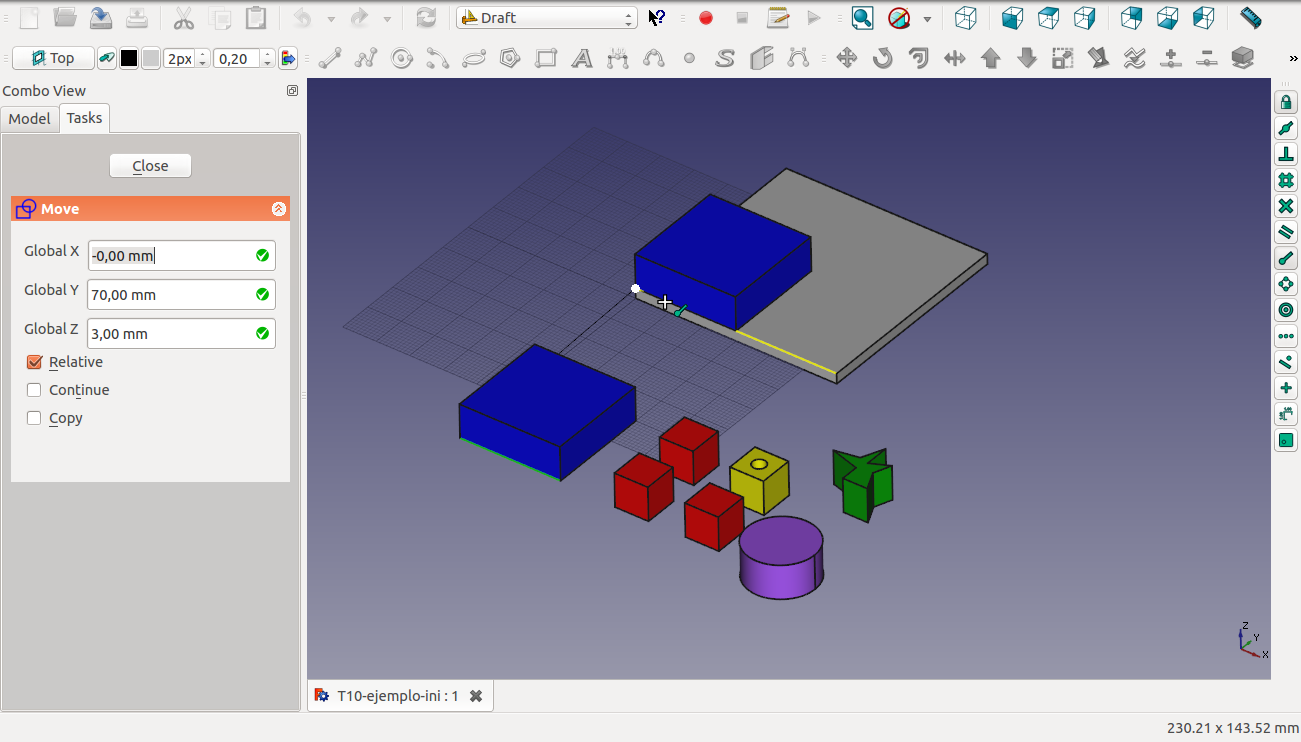 Draft
Top
2px
0,20
Combo View
Model
Tasks
Close
Move
Global X
-0,00 mm
Global Y
70,00 mm
Global Z
3,00 mm
Relative
Continue
Copy
Z
Y
X
T10-ejemplo-ini : 1
230.21 x 143.52 mm